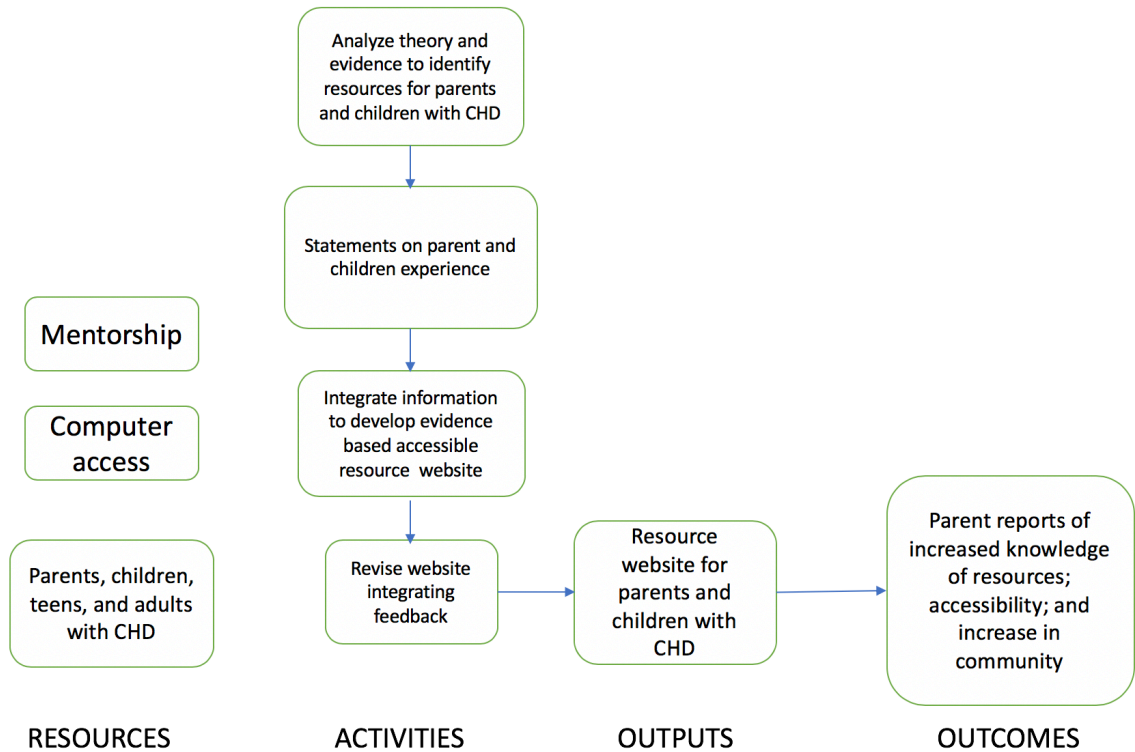 Analyze theory and
evidence to identify
resources for parents
and children with CHD
Statements on parent and
children experience
Mentorship
Computer
access
Integrate information
to develop evidence
based accessible
resource website
Parents, children,
teens, and adults
with CHD
Revise website
integrating
feedback
Resource
website for
parents and
children with
CHD
Parent reports of
increased knowledge
of resources;
accessibility; and
increase in
community
RESOURCES
ACTIVITIES
OUTPUTS
OUTCOMES